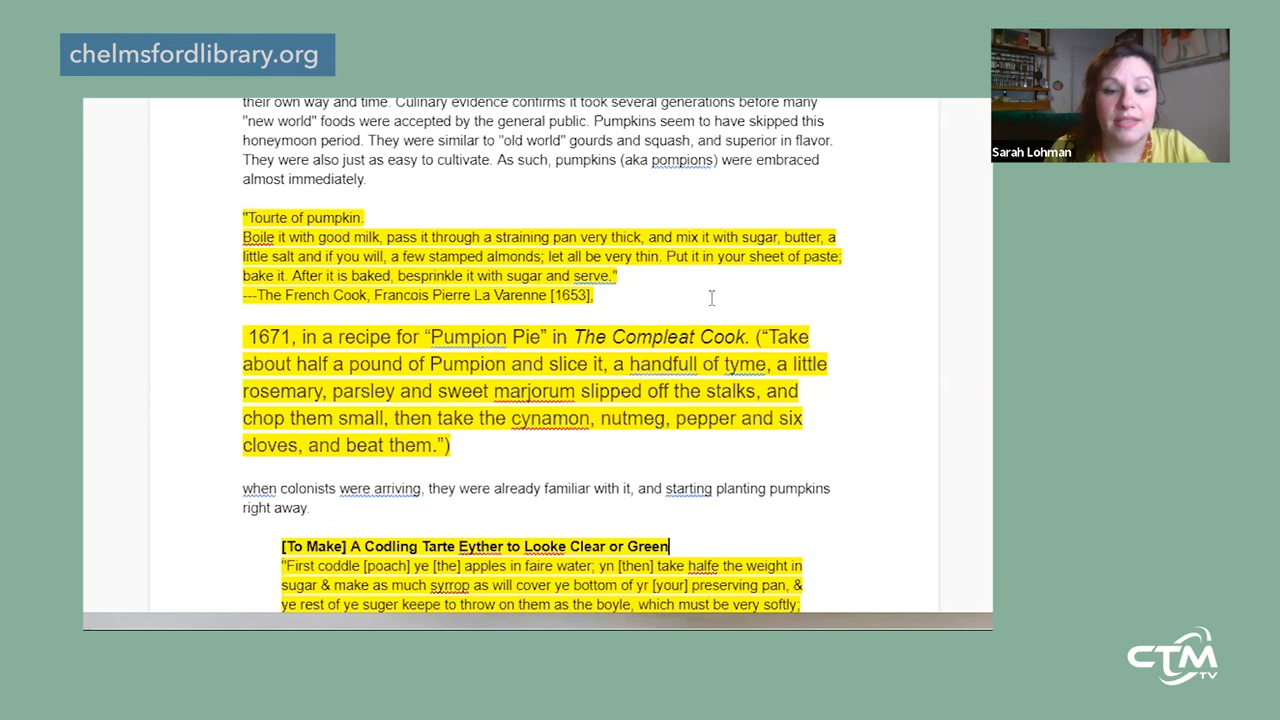 chelmsfordlibrary.org
their own way and time. Culinary evidence confirms it took several generations before many
"new world" foods were accepted by the general public. Pumpkins seem to have skipped this
honeymoon period. They were similar to "old world" gourds and squash, and superior in flavor.
They were also just as easy to cultivate. As such, pumpkins (aka pompions) were embraced
almost immediately.
"Tourte of pumpkin.
Boile it with good milk, pass it through a straining pan very thick, and mix it with sugar, butter, a
little salt and if you will, a few stamped almonds; let all be very thin. Put it in your sheet of paste;
bake it. After it is baked, besprinkle it with sugar and serve."
---The French Cook, Francois Pierre La Varenne [1653],
1671, in a recipe for “Pumpion Pie” in The Compleat Cook. (“Take
about half a pound of Pumpion and slice it, a handfull of tyme, a little
rosemary, parsley and sweet marjorum slipped off the stalks, and
chop them small, then take the cynamon, nutmeg, pepper and six
cloves, and beat them.”)
when colonists were arriving, they were already familiar with it, and starting planting pumpkins
right away.
[To Make] A Codling Tarte Eyther to Looke Clear or Green
"First coddle [poach] ye [the] apples in faire water; yn [then] take halfe the weight in
sugar & make as much syrrop as will cover ye bottom of yr [your] preserving pan, &
ye rest of ye suger keepe to throw on them as the boyle, which must be very softly;
Sarah Lohman
CTM
TV